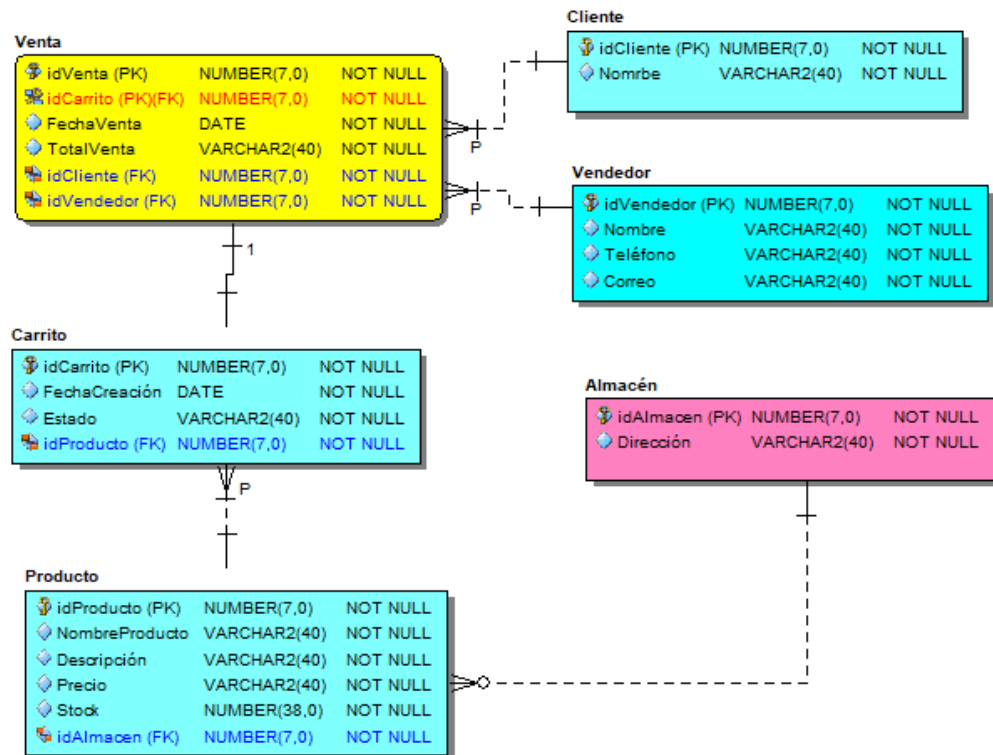 Venta
idVenta (PK) NUMBER(7,0) NOT NULL
idCarrito (PK)(FK) NUMBER(7,0) NOT NULL
FechaVenta DATE NOT NULL
TotalVenta VARCHAR2(40) NOT NULL
idCliente (FK) NUMBER(7,0) NOT NULL
idVendedor (FK) NUMBER(7,0) NOT NULL
Cliente
idCliente (PK) NUMBER(7,0) NOT NULL
Nomrbe VARCHAR2(40) NOT NULL
P
Vendedor
idVendedor (PK) NUMBER(7,0) NOT NULL
Nombre VARCHAR2(40) NOT NULL
Teléfono VARCHAR2(40) NOT NULL
Correo VARCHAR2(40) NOT NULL
P
1
Carrito
idCarrito (PK) NUMBER(7,0) NOT NULL
FechaCreación DATE NOT NULL
Estado VARCHAR2(40) NOT NULL
idProducto (FK) NUMBER(7,0) NOT NULL
P
Almacén
idAlmacen (PK) NUMBER(7,0) NOT NULL
Dirección VARCHAR2(40) NOT NULL
Producto
idProducto (PK) NUMBER(7,0) NOT NULL
NombreProducto VARCHAR2(40) NOT NULL
Descripción VARCHAR2(40) NOT NULL
Precio VARCHAR2(40) NOT NULL
Stock NUMBER(38,0) NOT NULL
idAlmacen (FK) NUMBER(7,0) NOT NULL